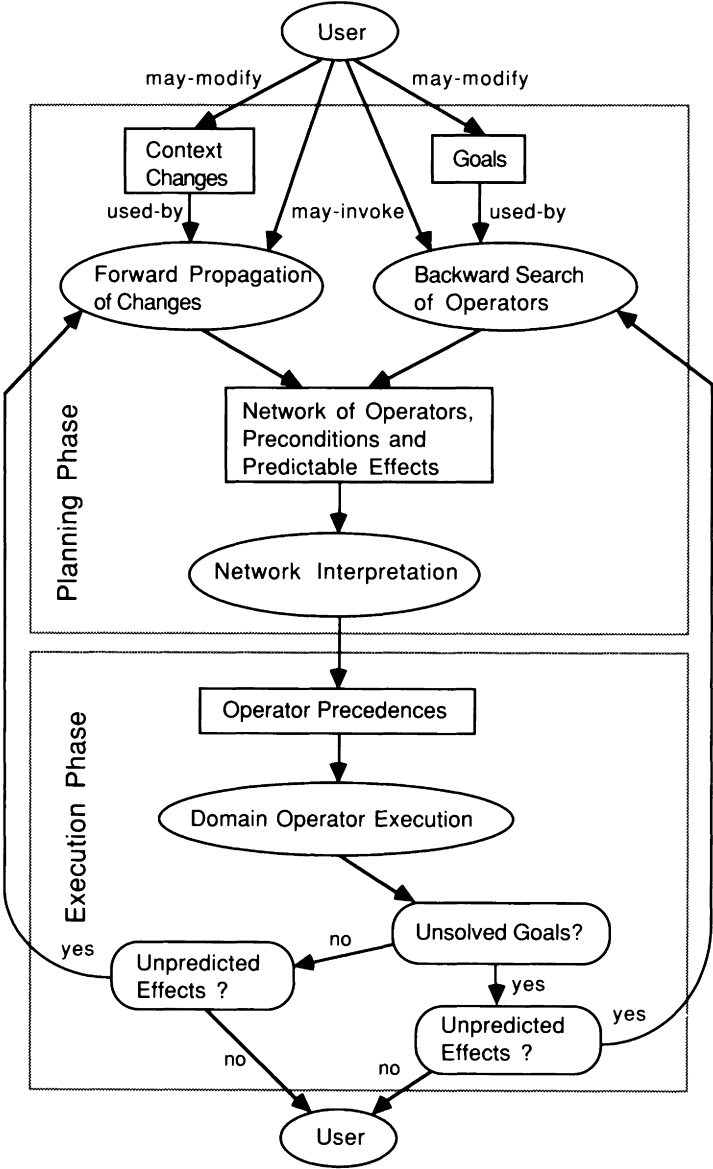 User
may-modify
may-modify
Context
Changes
Goals
used-by
may-invoke
used-by
Forward Propagation
of Changes
Backward Search
of Operators
Network of Operators,
Preconditions and
Predictable Effects
Planning Phase
Network Interpretation
Operator Precedences
Execution Phase
Domain Operator Execution
Unsolved Goals?
no
yes
Unpredicted
Effects ?
yes
Unpredicted
Effects ?
yes
no
no
User